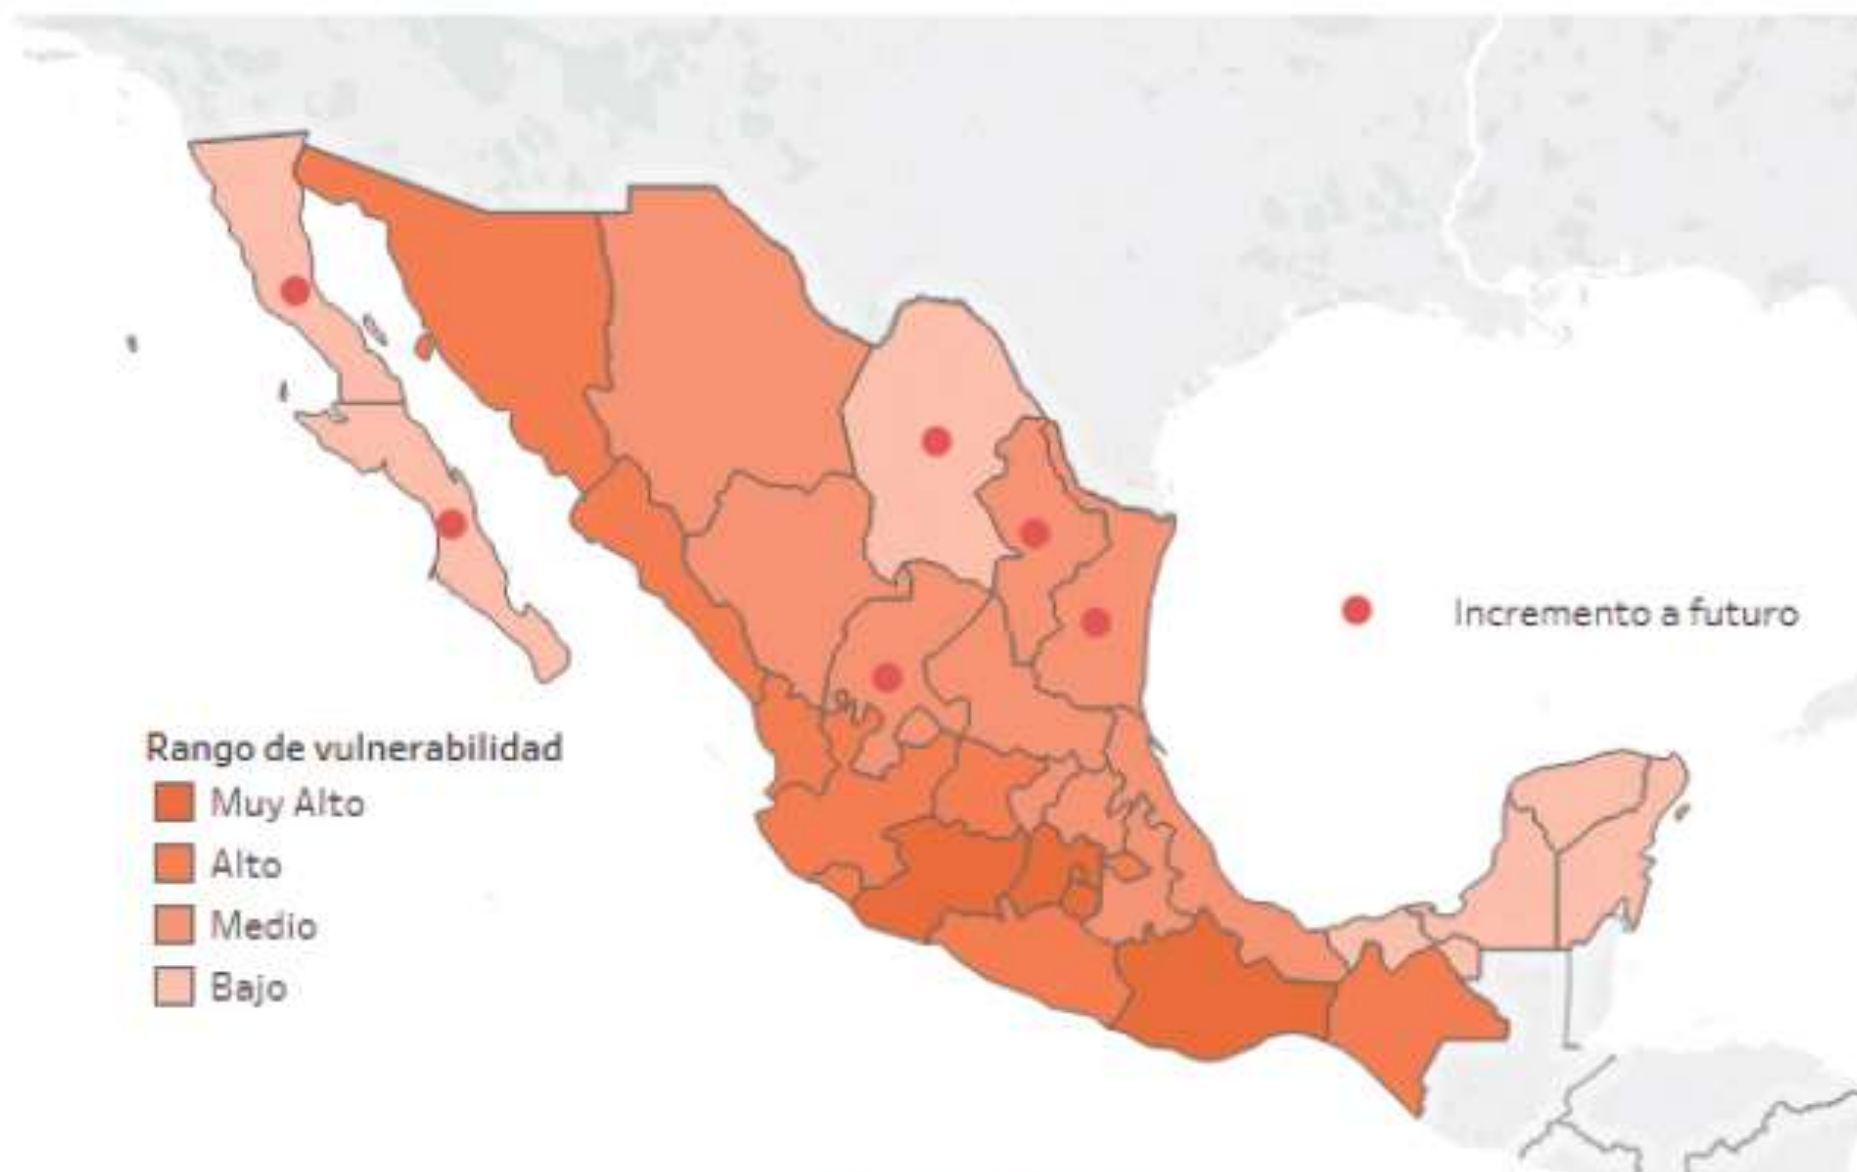 Incremento a futuro
Rango de vulnerabilidad
Muy Alto
Alto
Medio
Bajo